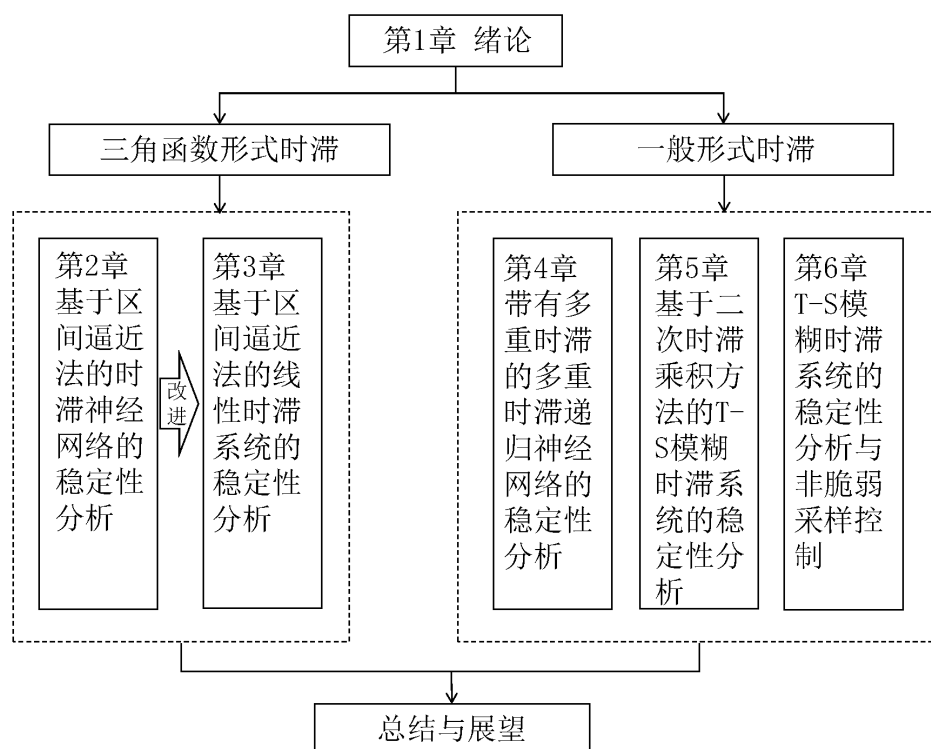 第1章 绪论
三角函数形式时滞
一般形式时滞
第2章
基于区
间逼近
法的时
滞神经
网络的
稳定性
分析
改
进
第3章
基于区
间逼近
法的线
性时滞
系统的
稳定性
分析
第4章
带有多
重时滞
的多重
时滞递
归神经
网络的
稳定性
分析
第5章
基于二
次时滞
乘积方
法的T-
S模糊
时滞系
统的稳
定性分
析
第6章
T-S模
糊时滞
系统的
稳定性
分析与
非脆弱
采样控
制
总结与展望